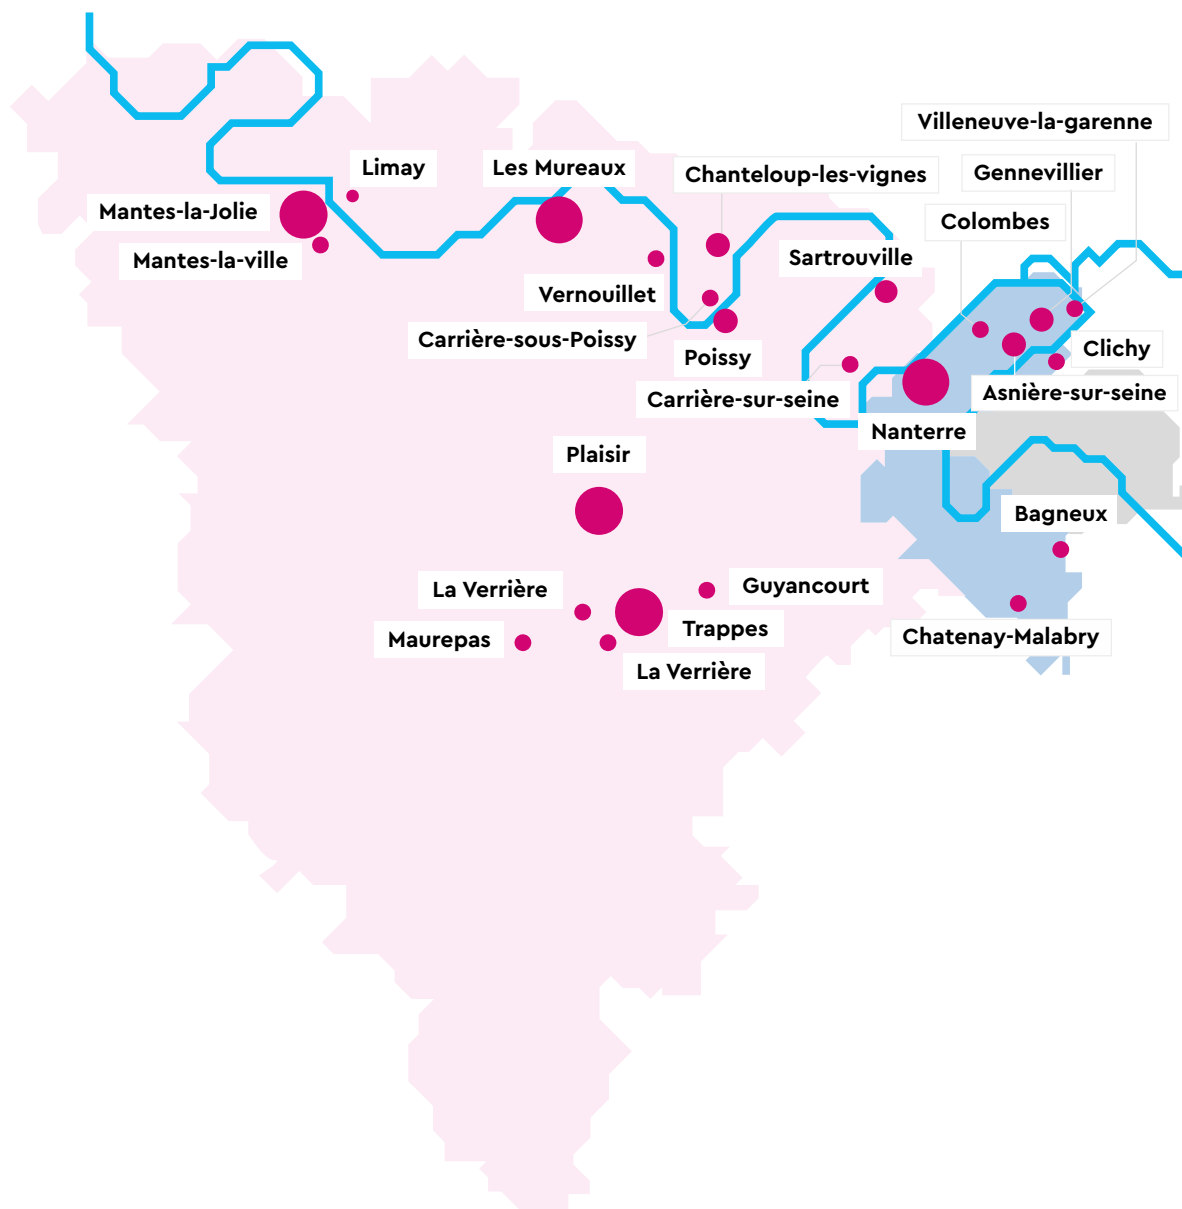 Villeneuve-la-garenne
Limay
Les Mureaux
Chanteloup-les-vignes
Gennevillier
Mantes-la-Jolie
Colombes
Mantes-la-ville
Sartrouville
Vernouillet
Carrière-sous-Poissy
Clichy
Poissy
Carrière-sur-seine
Asnière-sur-seine
Nanterre
Plaisir
Bagneux
La Verrière
Guyancourt
Trappes
Maurepas
Chatenay-Malabry
La Verrière